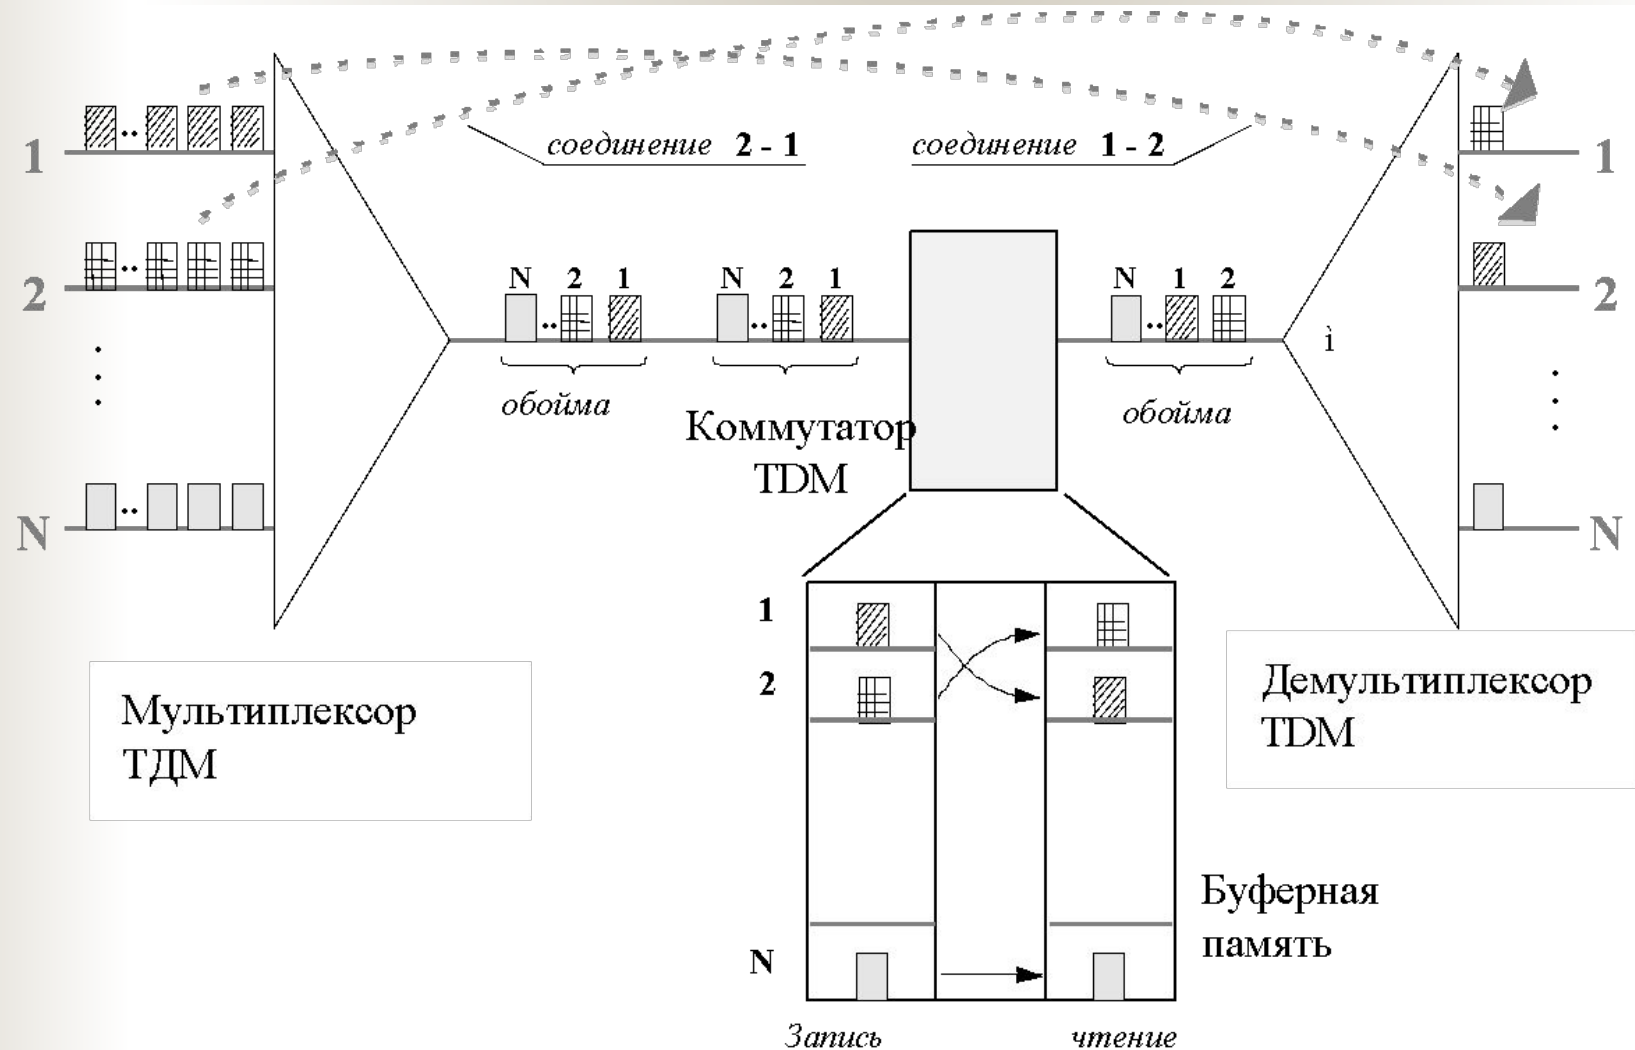 1
соединение 2 - 1
соединение 1 - 2
1
2
N 2 1
N 2 1
N 1 2
2
ì
обойма
обойма
Коммутатор
TDM
N
N
1
2
Мультиплексор
ТДМ
Демультиплексор
TDM
Буферная
память
N
Запись
чтение